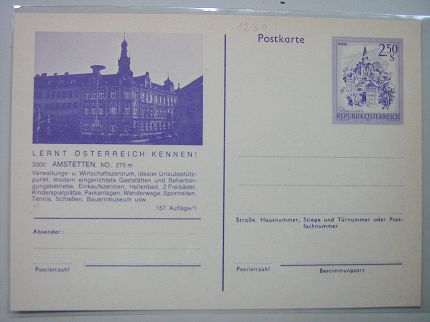 1239
Postkarte
2.50
S
REPUBLIK ÖSTERREICH
LERNT ÖSTERREICH KENNEN!
3300 AMSTETTEN, NÖ., 275 m
Verwaltungs- u. Wirtschaftszentrum, idealer Urlaubsstütz-
punkt, modern eingerichtete Gaststätten und Beherber-
gungsbetriebe, Einkaufszentren, Hallenbad, 2 Freibäder,
Kinderspielplätze, Parkanlagen, Wanderwege, Sportreiten,
Tennis, Schießen, Bauernmuseum usw.
157. Auflage/1
Absender:
Postleitzahl
Straße, Hausnummer, Stiege und Türnummer oder Post-
fachnummer
Postleitzahl
Bestimmungsort